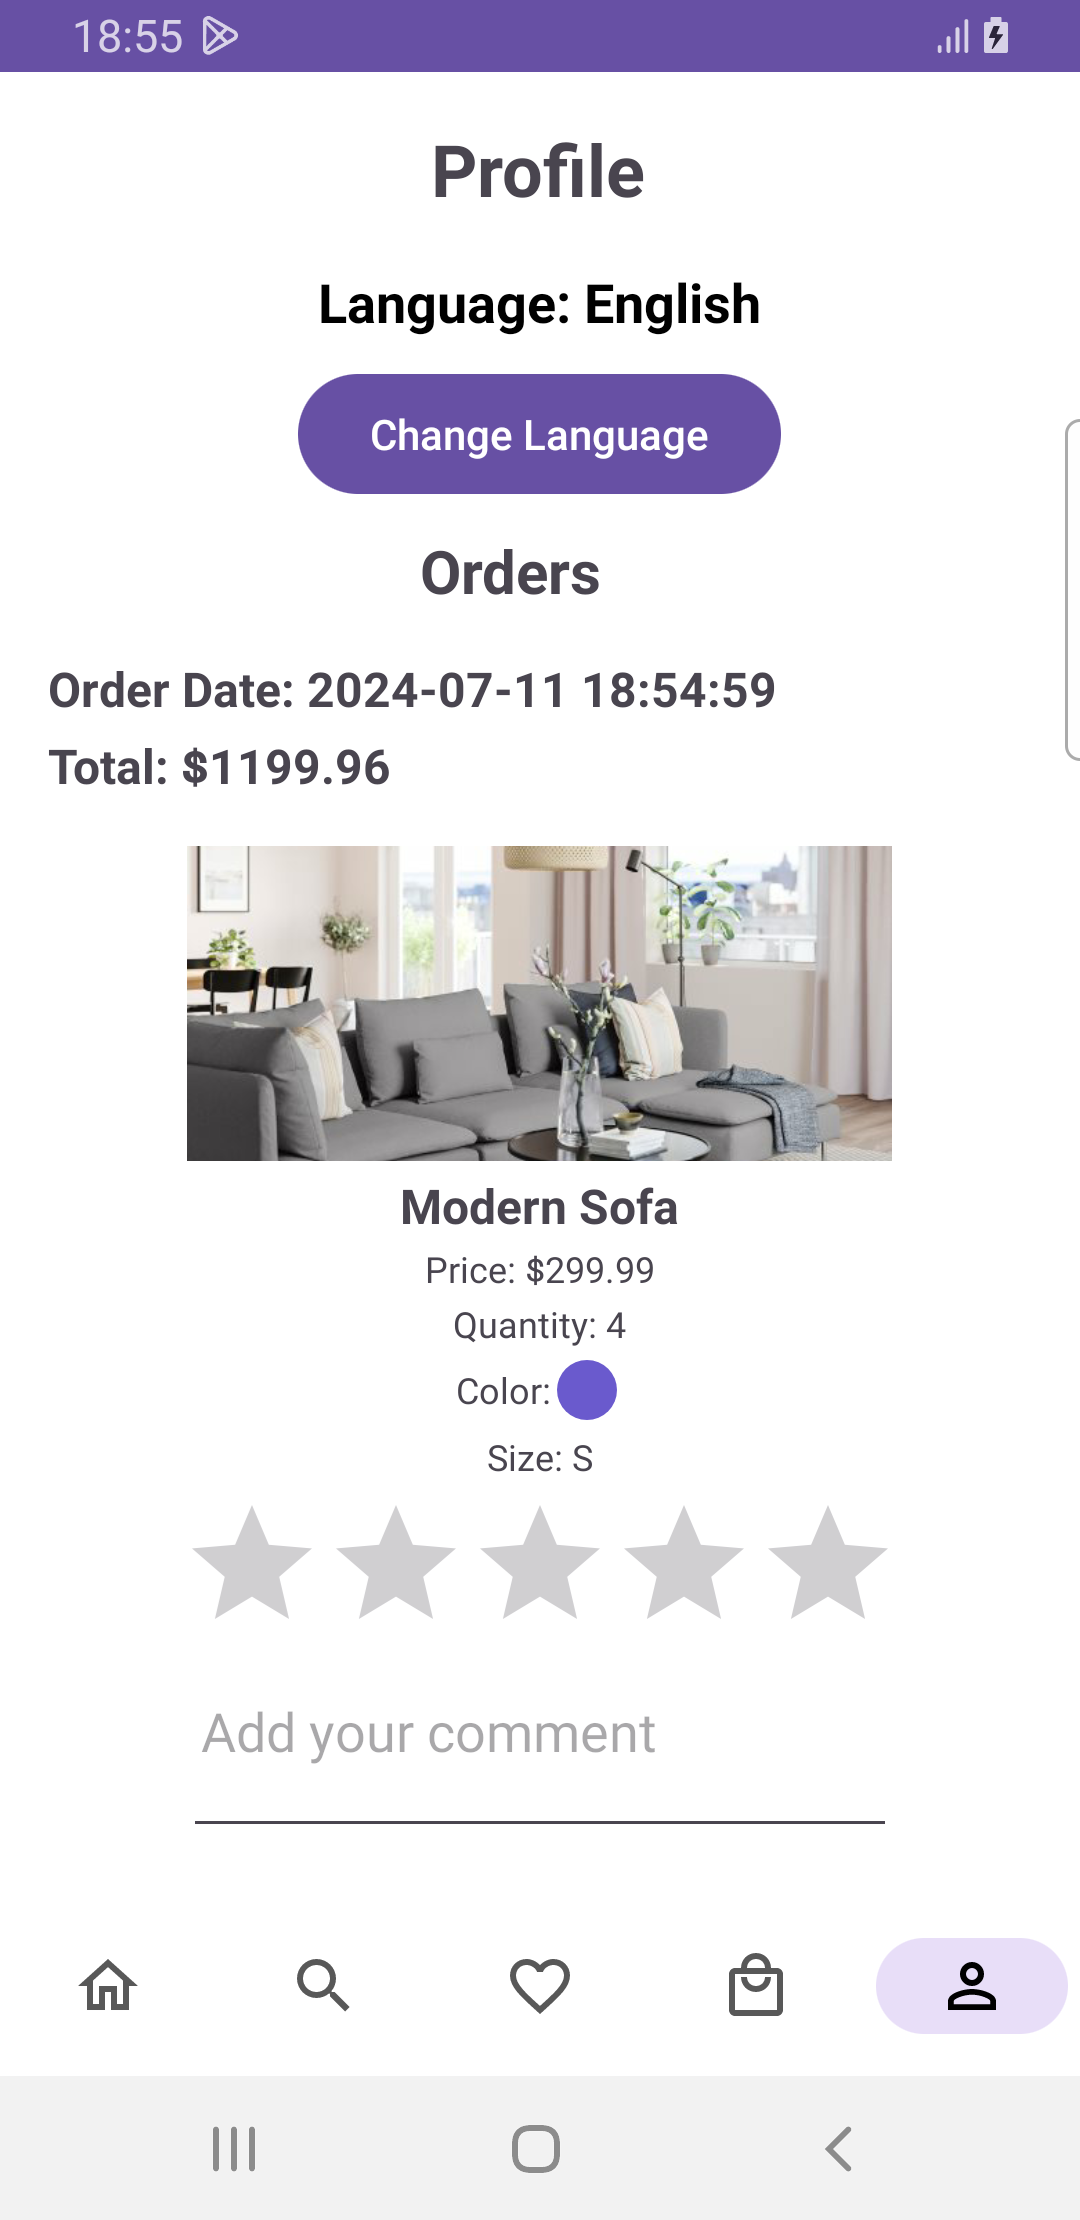 18:55
Profile
Language: English
Change Language
Orders
Order Date: 2024-07-11 18:54:59
Total: $1199.96
Modern Sofa
Price: $299.99
Quantity: 4
Color:
Size: S
Add your comment